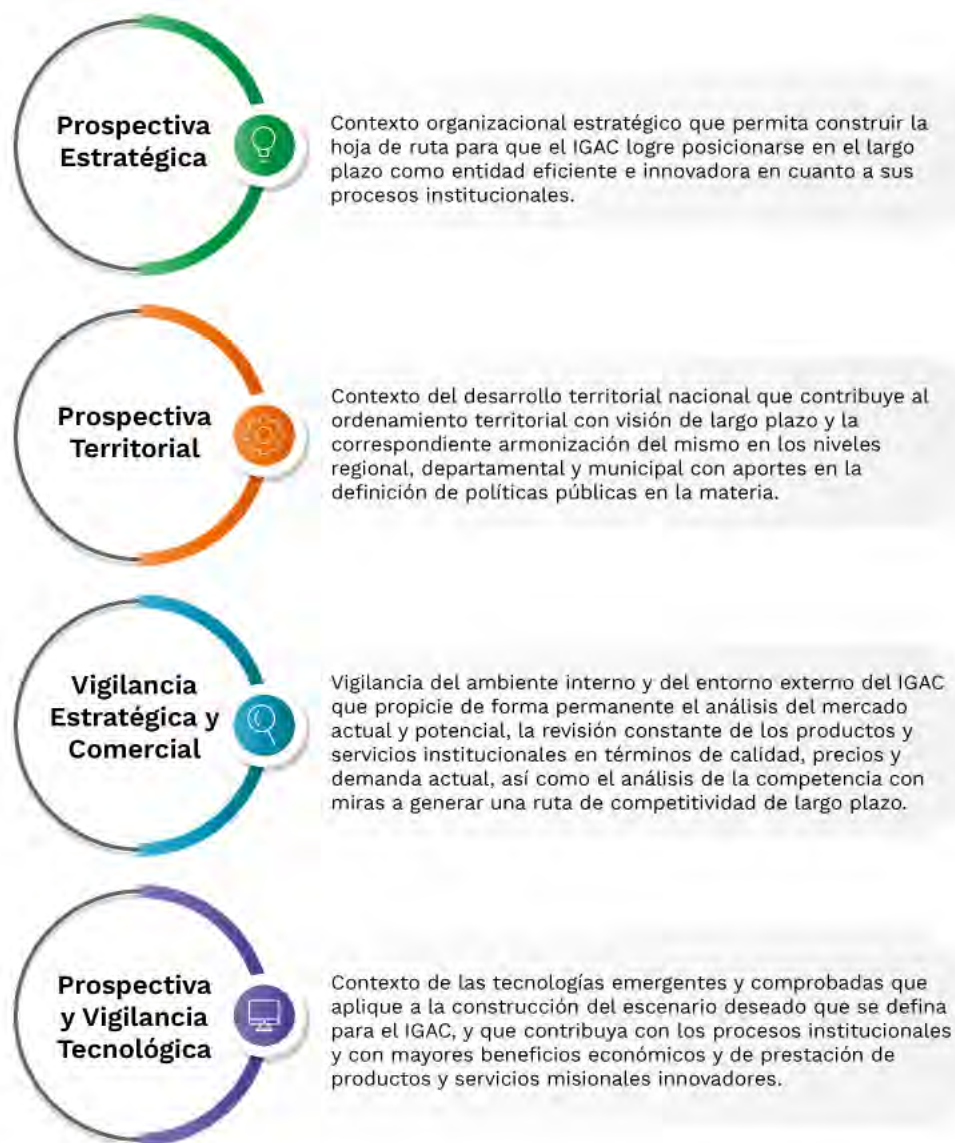 Prospectiva
Estratégica
Contexto organizacional estratégico que permita construir la
hoja de ruta para que el IGAC logre posicionarse en el largo
plazo como entidad eficiente e innovadora en cuanto a sus
procesos institucionales.
Prospectiva
Territorial
Contexto del desarrollo territorial nacional que contribuye al
ordenamiento territorial con visión de largo plazo y la
correspondiente armonización del mismo en los niveles
regional, departamental y municipal con aportes en la
definición de políticas públicas en la materia.
Vigilancia
Estratégica y
Comercial
Vigilancia del ambiente interno y del entorno externo del IGAC
que propicie de forma permanente el análisis del mercado
actual y potencial, la revisión constante de los productos y
servicios institucionales en términos de calidad, precios y
demanda actual, así como el análisis de la competencia con
miras a generar una ruta de competitividad de largo plazo.
Prospectiva
y Vigilancia
Tecnológica
Contexto de las tecnologías emergentes y comprobadas que
aplique a la construcción del escenario deseado que se defina
para el IGAC, y que contribuya con los procesos institucionales
y con mayores beneficios económicos y de prestación de
productos y servicios misionales innovadores.